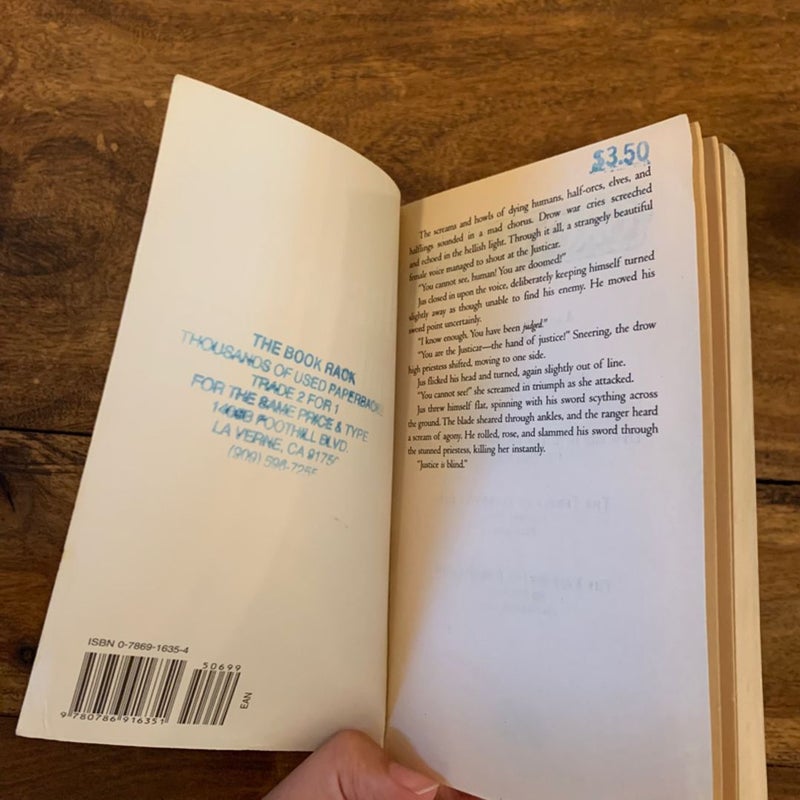 THE BOOK RACK
THOUSANDS OF USED PAPERBACKS
TRADE 2 FOR 1
FOR THE SAME PRICE & TYPE
FOOTHILL BLVD.
LA VERNE, CA
(909) 596-7255
ISBN 0-7869-1635-4
50699
9 780786 916351
EAN
$3.50
The screams and howls of dying humans, half-orcs, elves, and
halflings sounded in a mad chorus. Drow war cries screeched
and echoed in the hellish light. Through it all, a strangely beautiful
female voice managed to shout at the Justicar.
"You cannot see, human! You are doomed!"
Jus closed in upon the voice, deliberately keeping himself turned
slightly away as though unable to find his enemy. He moved his
sword point uncertainly.
"I know enough. You have been judged."
"You are the Justicar—the hand of justice!" Sneering, the drow
high priestess shifted, moving to one side.
Jus flicked his head and turned, again slightly out of line.
"You cannot see!" she screamed in triumph as she attacked.
Jus threw himself flat, spinning with his sword scything across
the ground. The blade sheared through ankles, and the ranger heard
a scream of agony. He rolled, rose, and slammed his sword through
the stunned priestess, killing her instantly.
"Justice is blind."